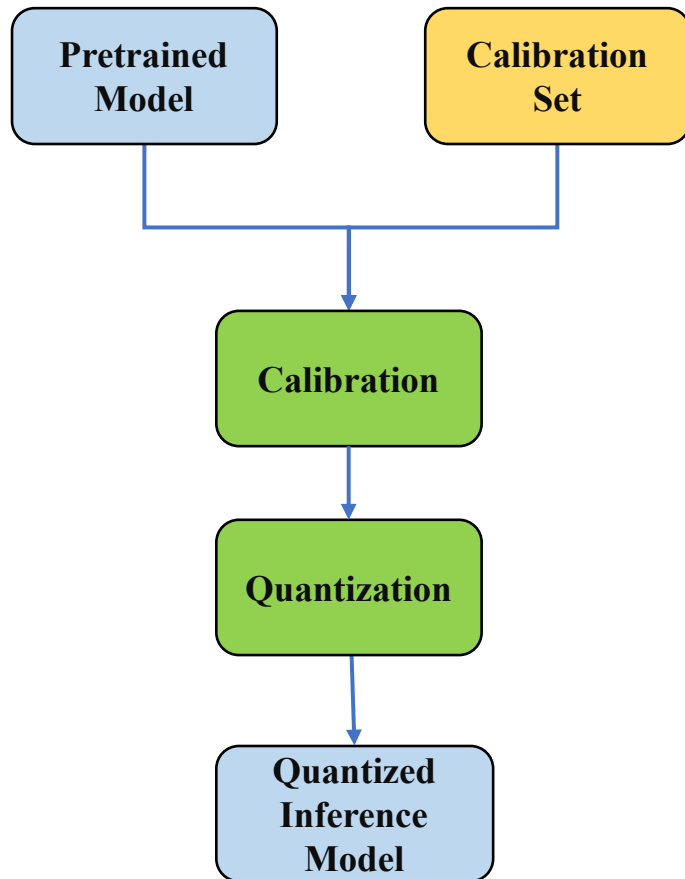 Pretrained
Model
Calibration
Set
Calibration
Quantization
Quantized
Inference
Model